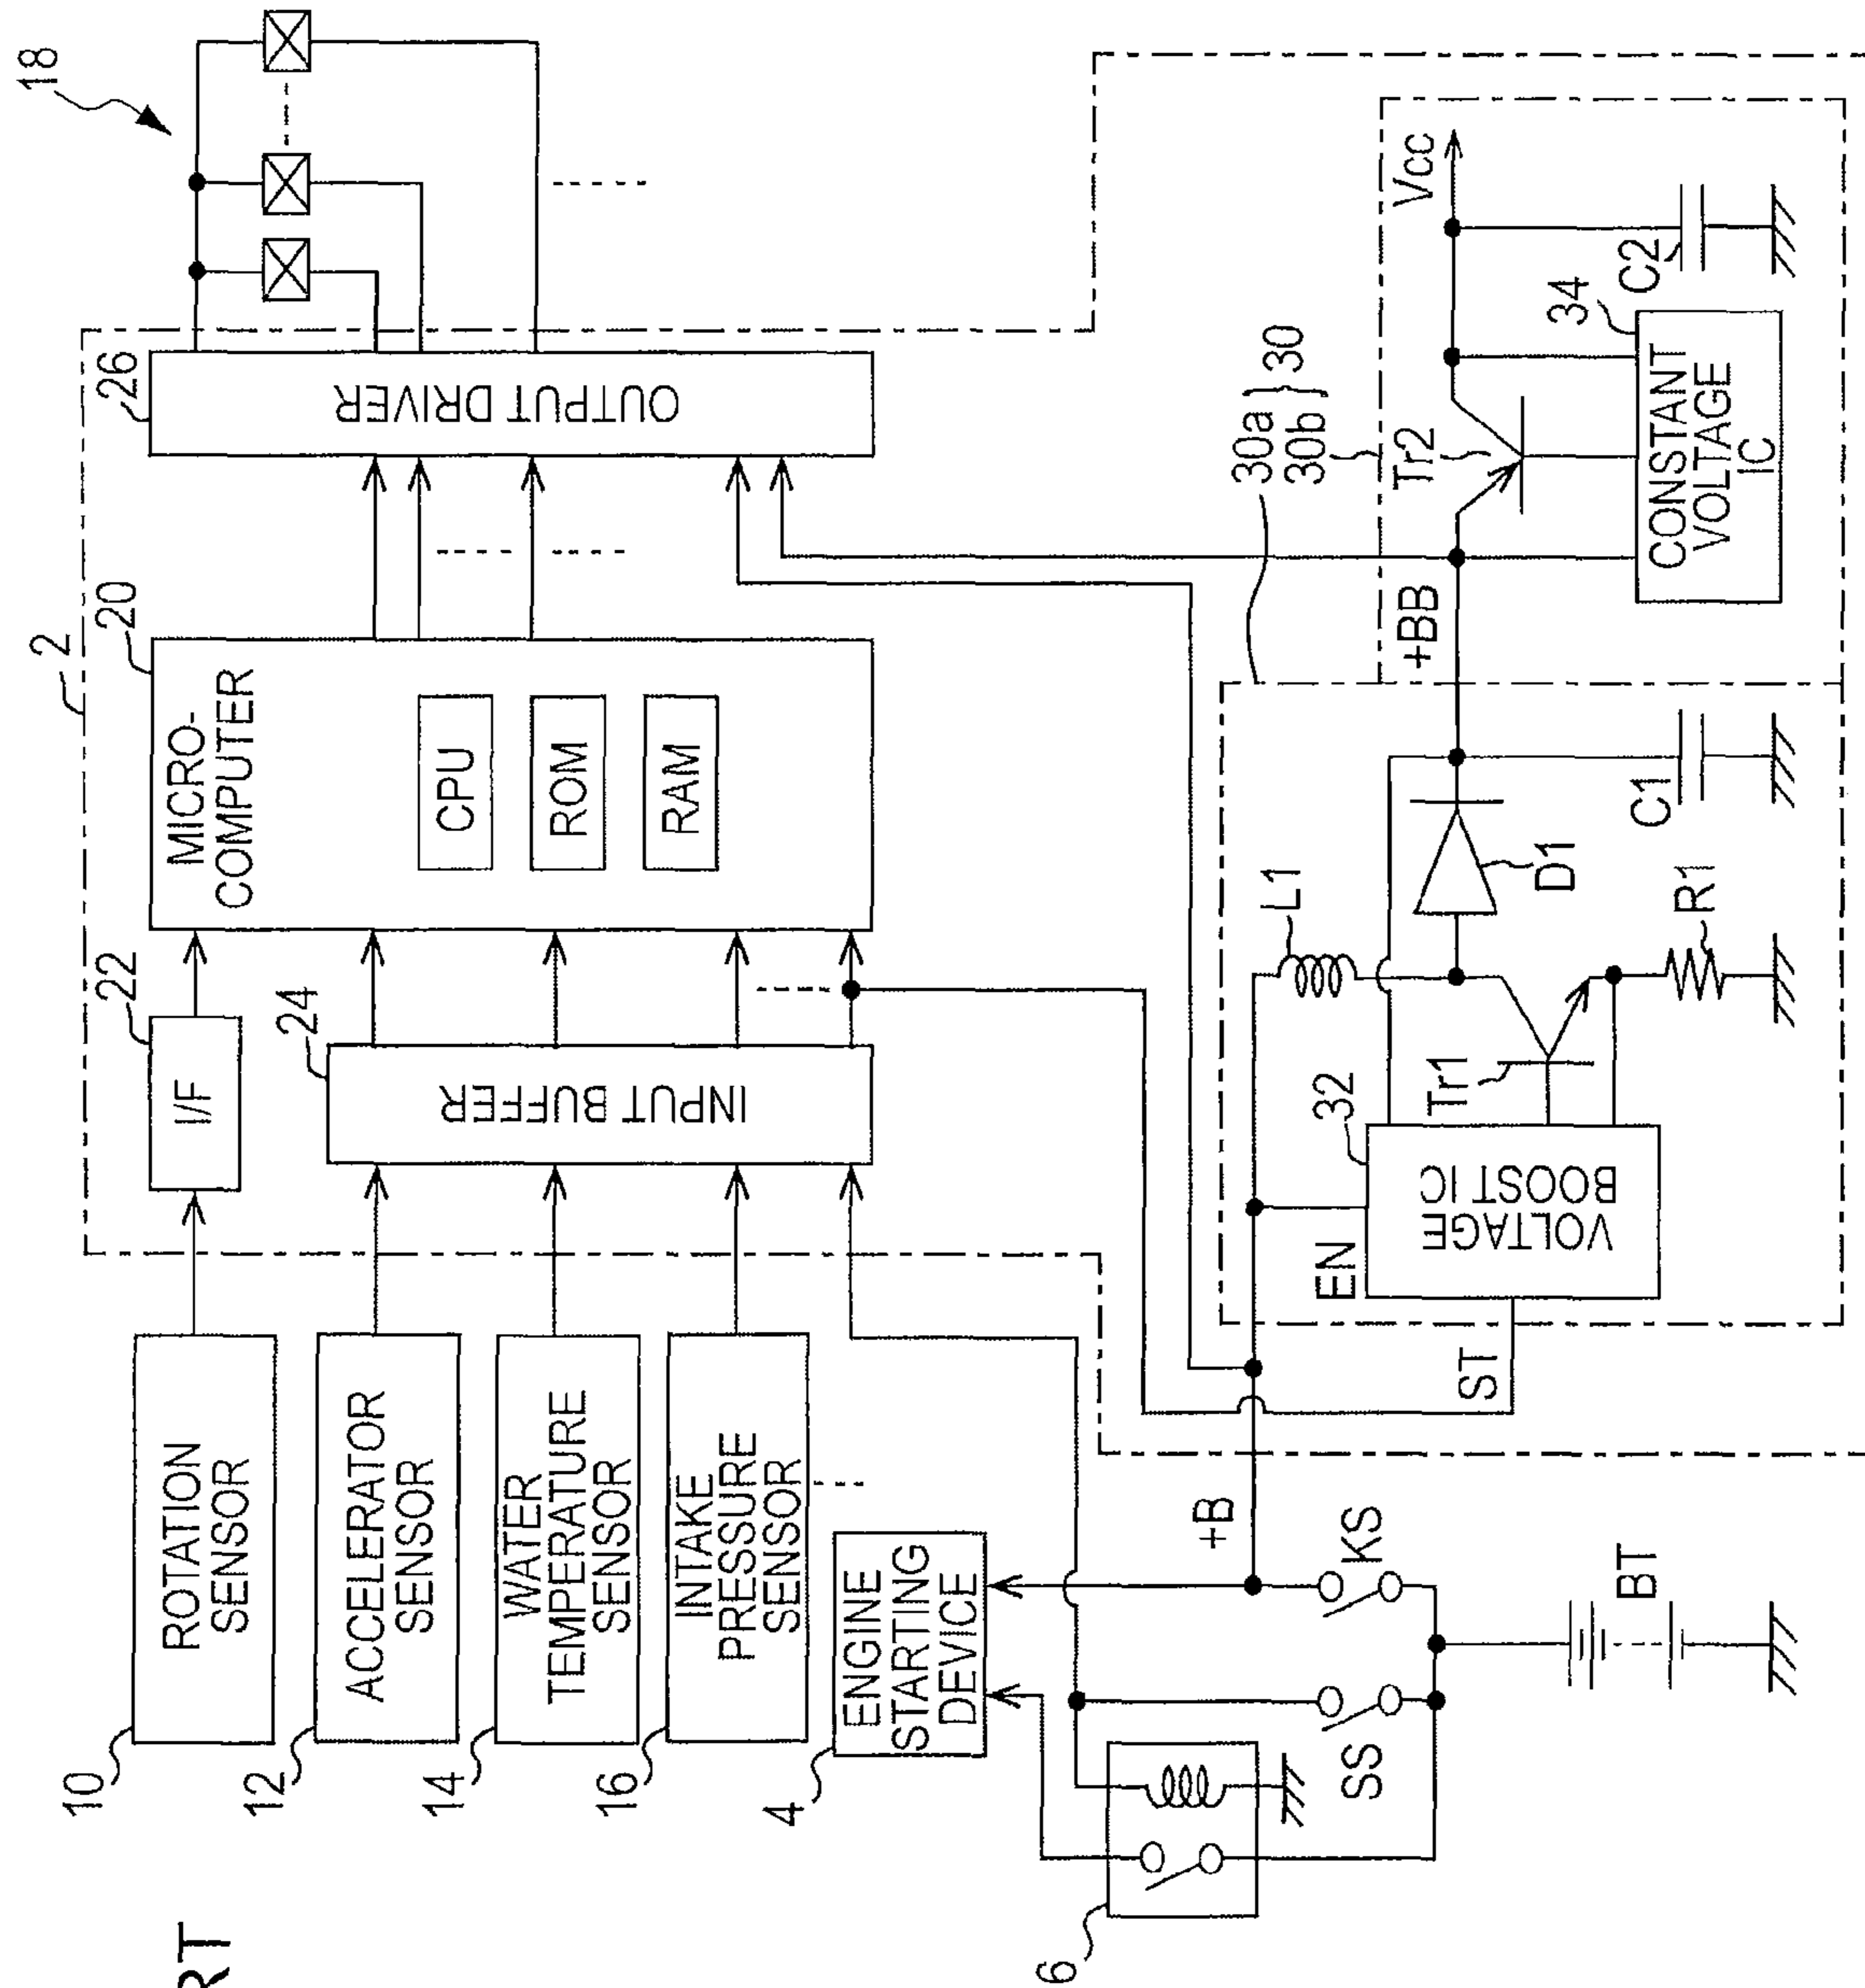 RT
18
2
26
OUTPUT DRIVER
20
MICRO-
COMPUTER
CPU
ROM
RAM
22
I/F
24
INPUT BUFFER
10
ROTATION
SENSOR
12
ACCELERATOR
SENSOR
14
WATER
TEMPERATURE
SENSOR
16
INTAKE
PRESSURE
SENSOR
4
ENGINE
STARTING
DEVICE
6
SS
KS
BT
+B
ST
EN
32
VOLTAGE
BOOST IC
Tr1
L1
D1
R1
C1
+BB
30a
30b
30
Tr2
34
CONSTANT
VOLTAGE
IC
C2
Vcc